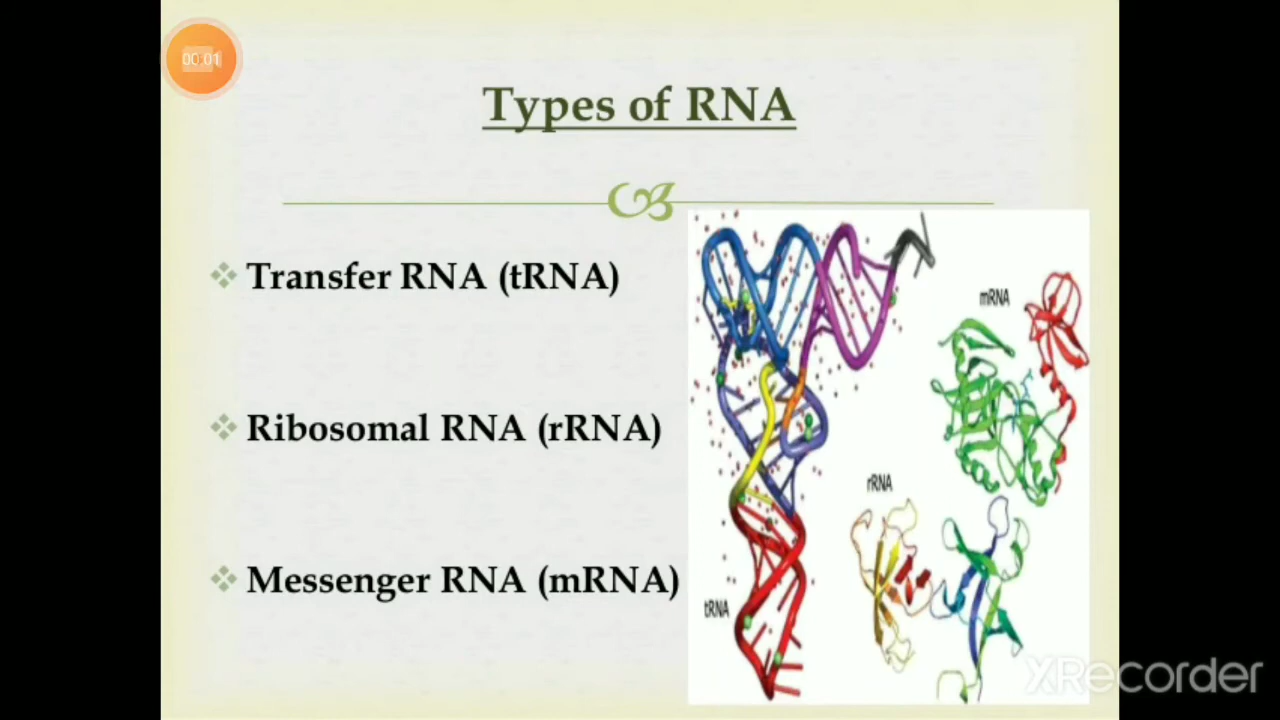 00:01
Types of RNA
Transfer RNA (tRNA)
Ribosomal RNA (rRNA)
Messenger RNA (mRNA)
mRNA
rRNA
tRNA
XRecorder